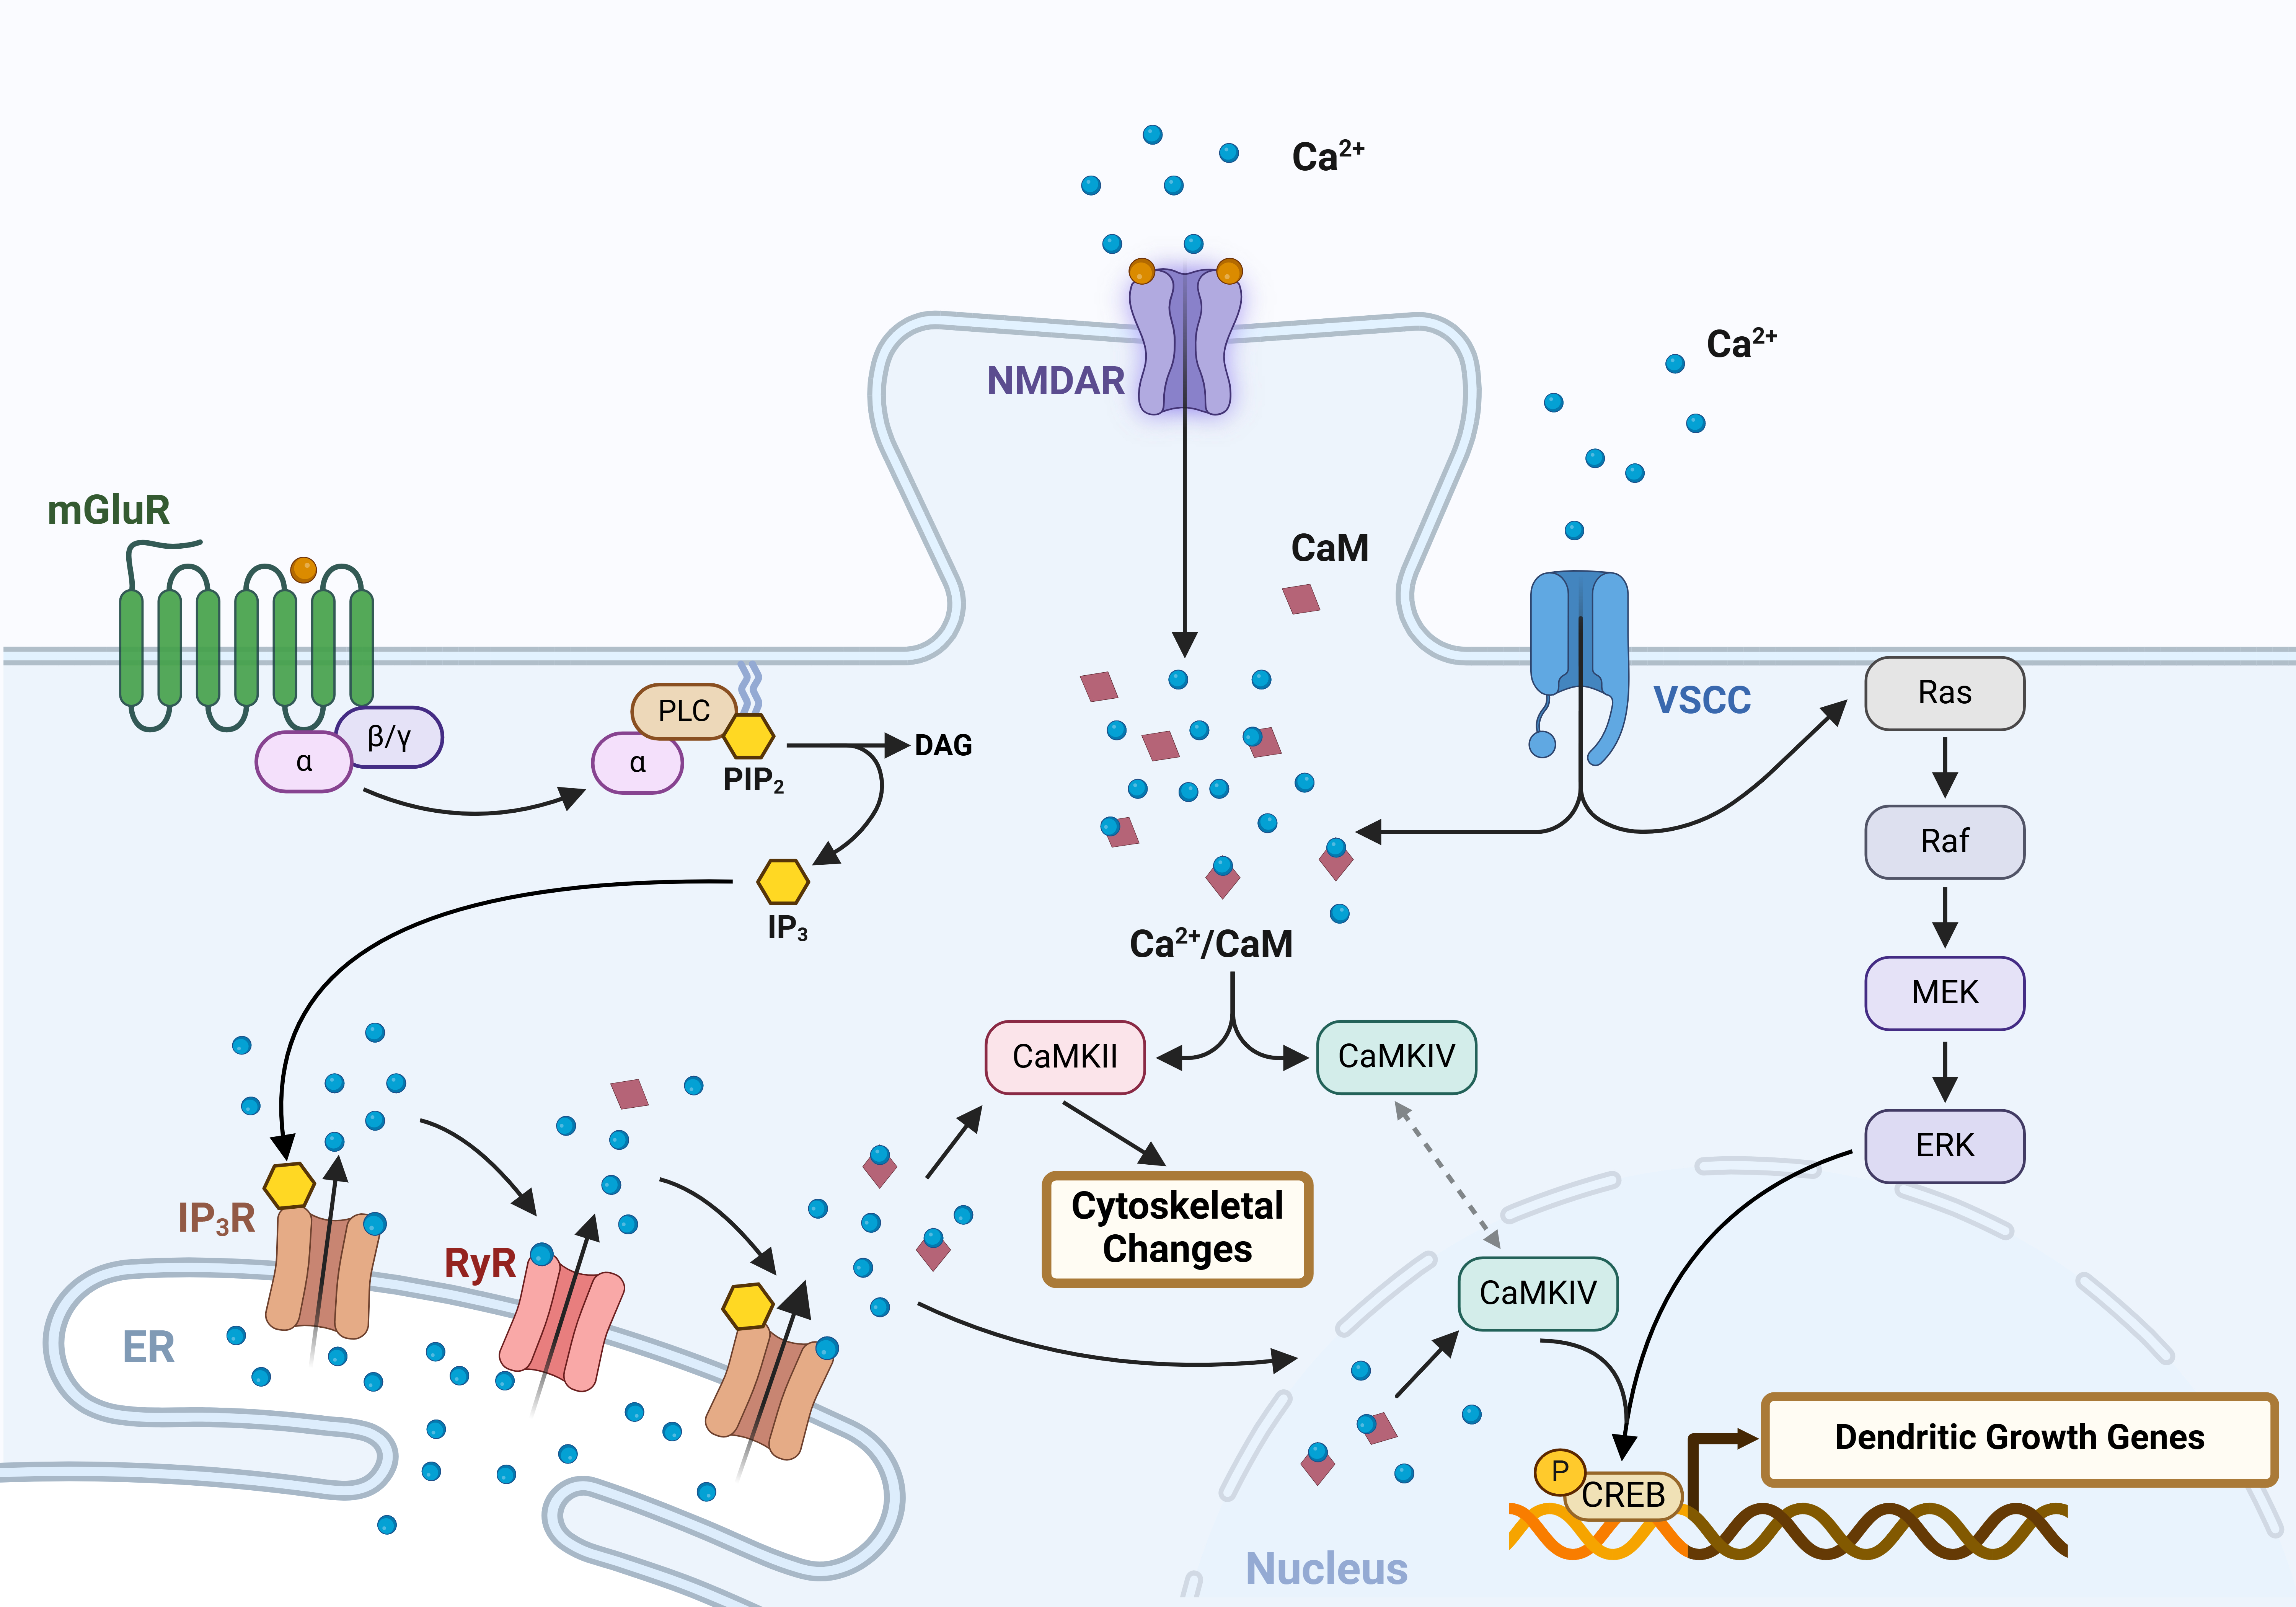 Ca²⁺
Ca²⁺
NMDAR
mGluR
CaM
VSCC
Ras
PLC
β/γ
α
α
PIP₂
DAG
Raf
IP₃
Ca²⁺/CaM
MEK
CaMKII
CaMKIV
ERK
IP₃R
RyR
Cytoskeletal
Changes
ER
CaMKIV
Dendritic Growth Genes
P
CREB
Nucleus